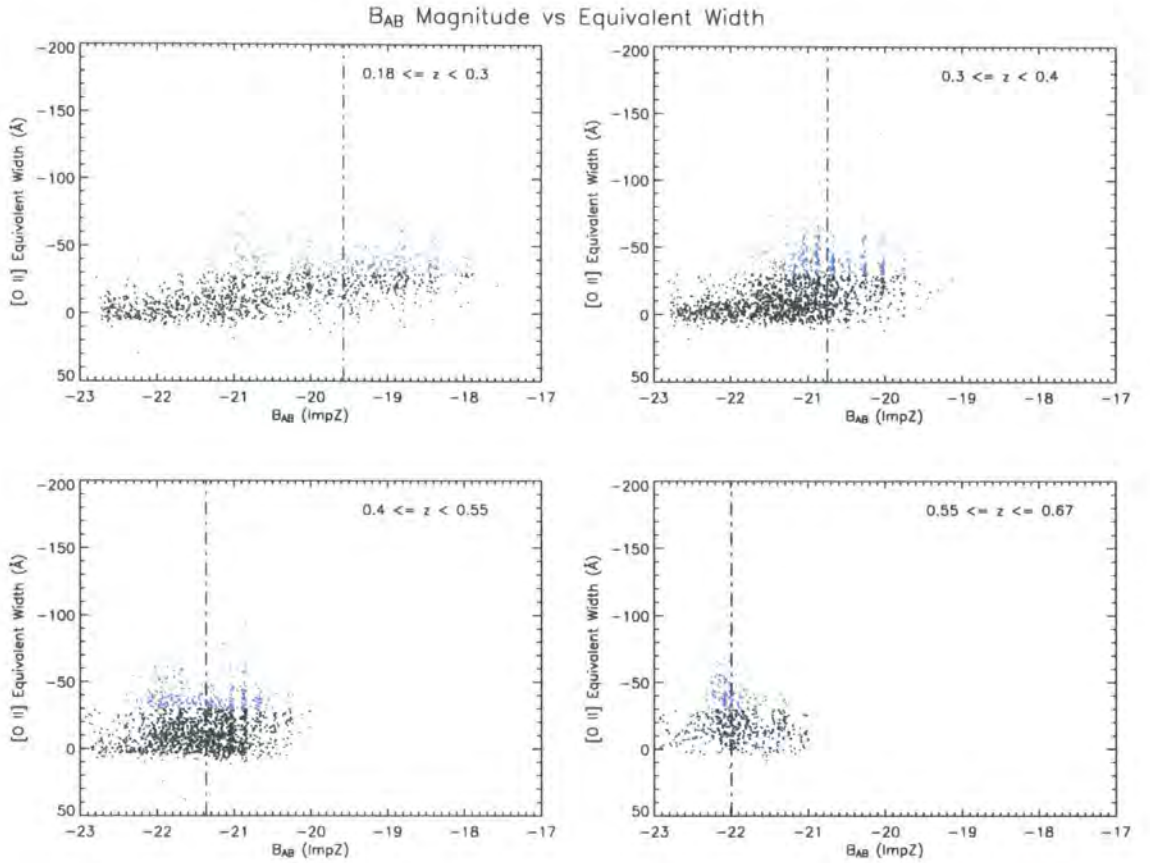 B_AB Magnitude vs Equivalent Width
-200
-150
-100
-50
0
50
[O II] Equivalent Width (Å)
0.18 <= z < 0.3
-23 -22 -21 -20 -19 -18 -17
B_AB (ImpZ)
-200
-150
-100
-50
0
50
[O II] Equivalent Width (Å)
0.3 <= z < 0.4
-23 -22 -21 -20 -19 -18 -17
B_AB (ImpZ)
-200
-150
-100
-50
0
50
[O II] Equivalent Width (Å)
0.4 <= z < 0.55
-23 -22 -21 -20 -19 -18 -17
B_AB (ImpZ)
-200
-150
-100
-50
0
50
[O II] Equivalent Width (Å)
0.55 <= z <= 0.67
-23 -22 -21 -20 -19 -18 -17
B_AB (ImpZ)